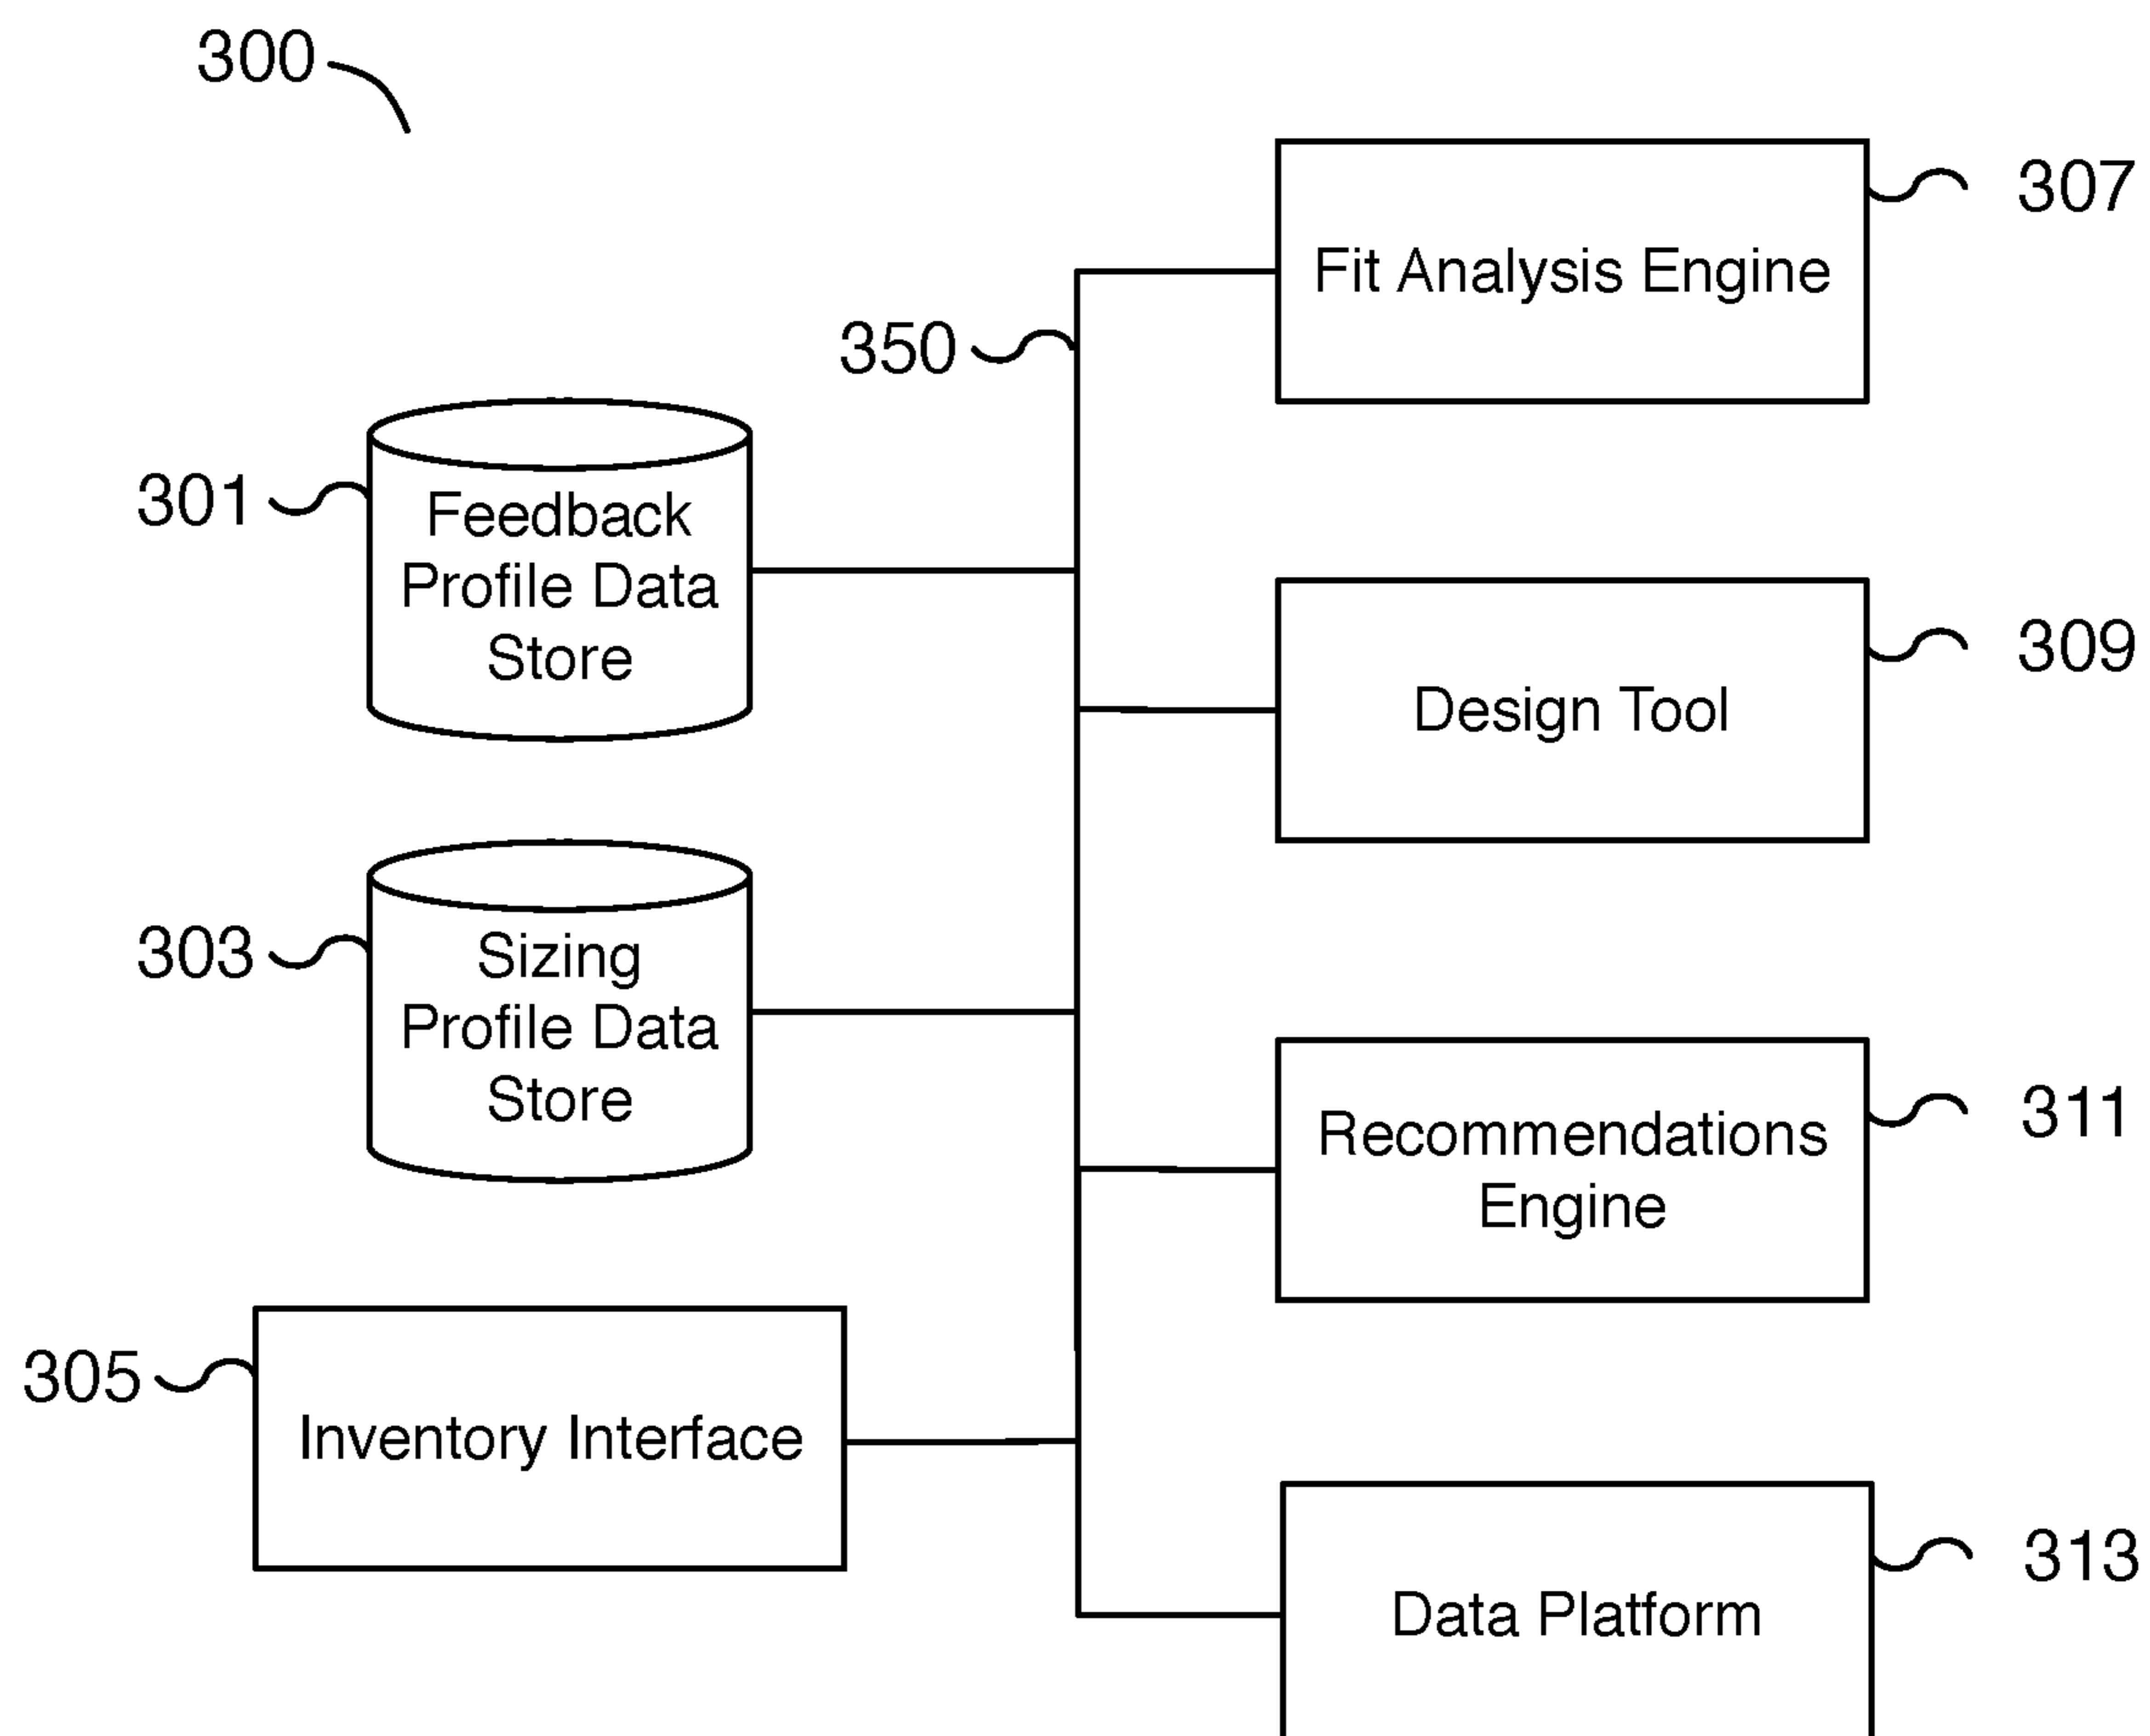 300
307
Fit Analysis Engine
350
301
Feedback
Profile Data
Store
309
Design Tool
303
Sizing
Profile Data
Store
311
Recommendations
Engine
305
Inventory Interface
313
Data Platform